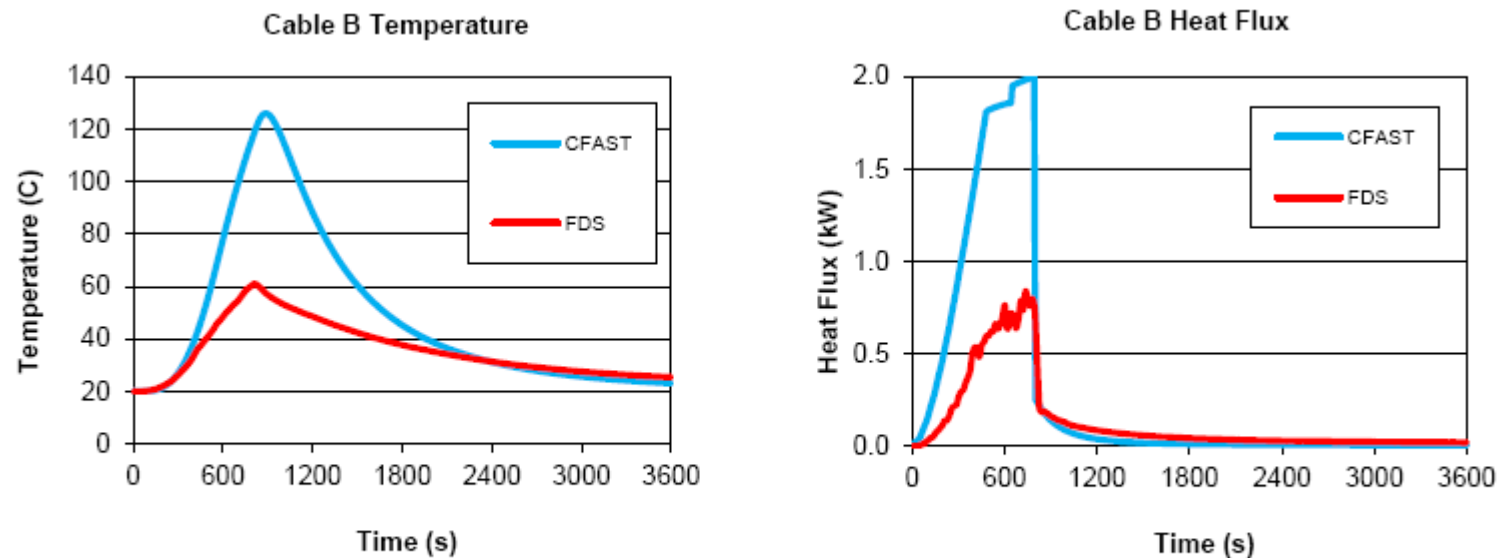 Cable B Temperature
140
120
100
80
60
40
20
0
Temperature (C)
CFAST
FDS
0 600 1200 1800 2400 3000 3600
Time (s)
Cable B Heat Flux
2.0
1.5
1.0
0.5
0.0
Heat Flux (kW)
CFAST
FDS
0 600 1200 1800 2400 3000 3600
Time (s)